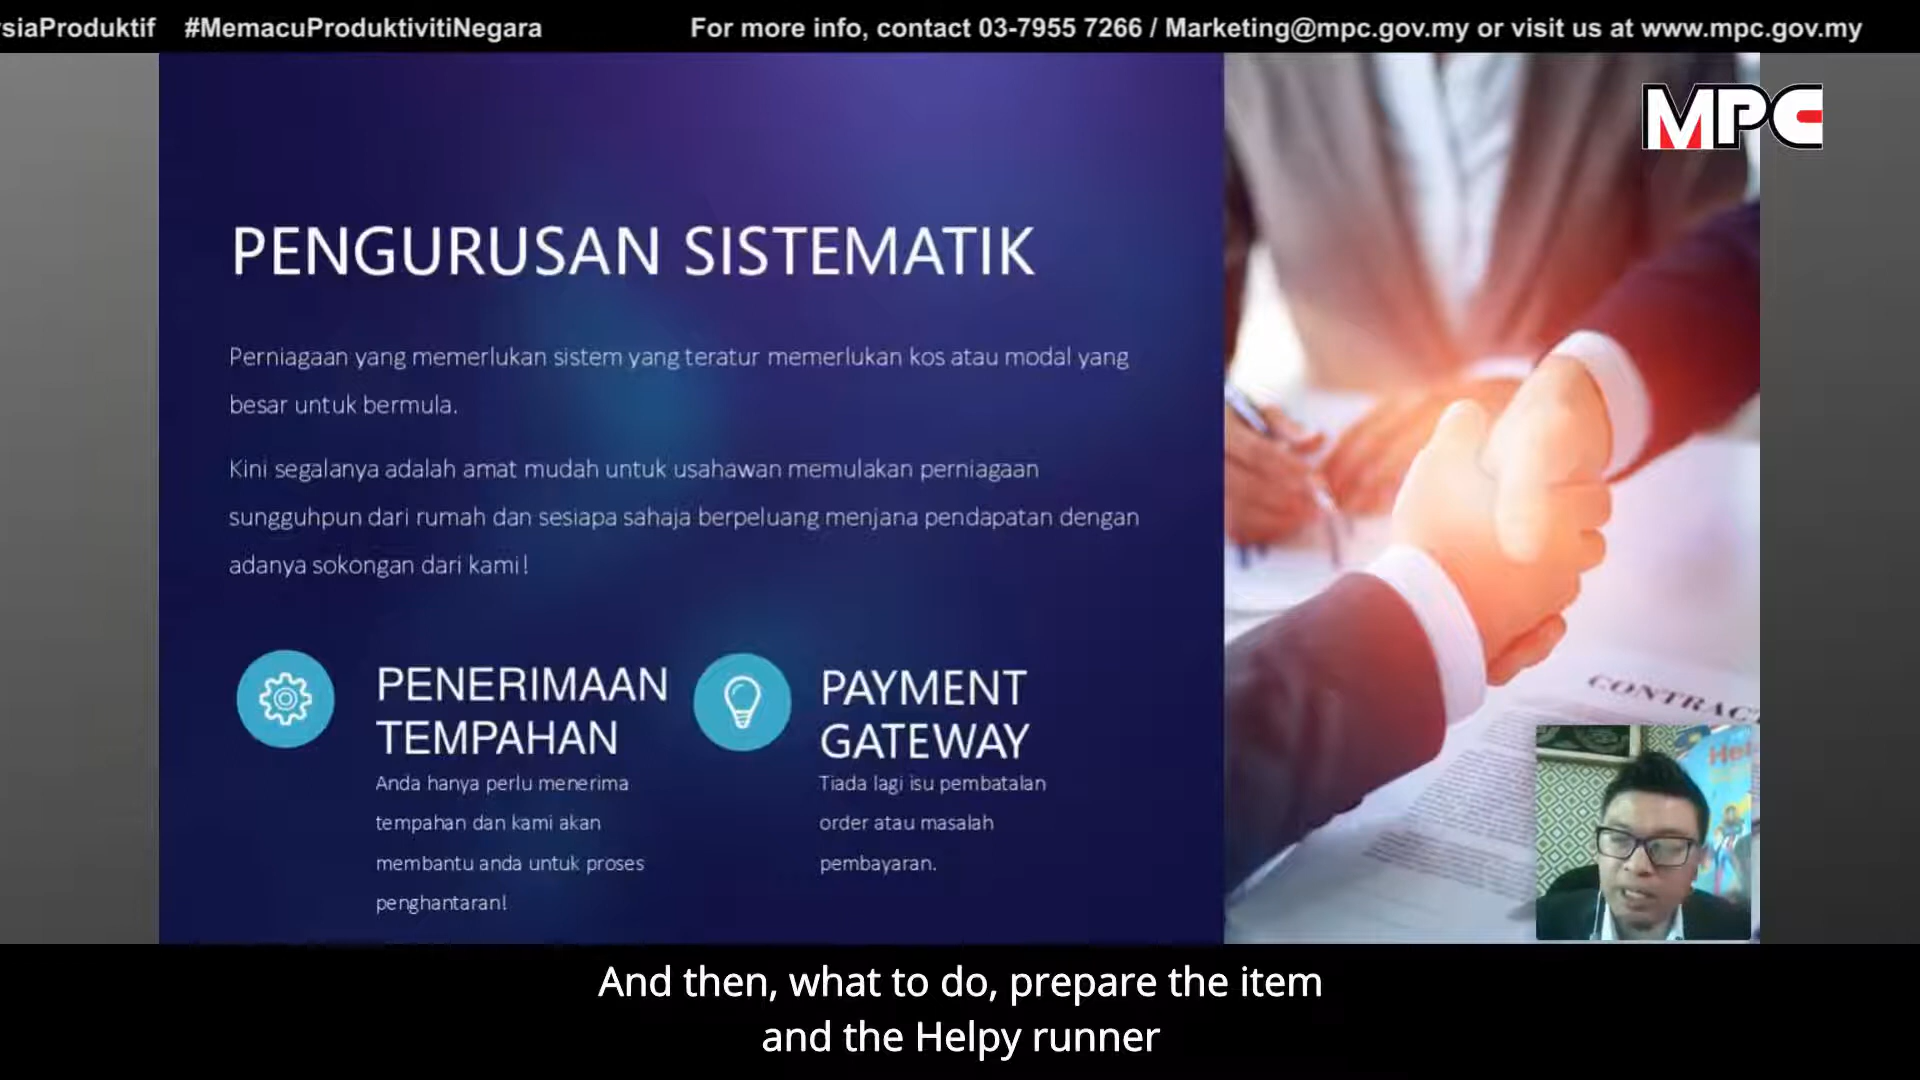 #MemacuProduktivitiNegara
For more info, contact 03-7955 7266 / Marketing@mpc.gov.my or visit us at www.mpc.gov.my
MPC
PENGURUSAN SISTEMATIK
Perniagaan yang memerlukan sistem yang teratur memerlukan kos atau modal yang
besar untuk bermula.
Kini segalanya adalah amat mudah untuk usahawan memulakan perniagaan
sungguhpun dari rumah dan sesiapa sahaja berpeluang menjana pendapatan dengan
adanya sokongan dari kami!
PENERIMAAN
TEMPAHAN
Anda hanya perlu menerima
tempahan dan kami akan
membantu anda untuk proses
penghantaran!
PAYMENT
GATEWAY
Tiada lagi isu pembatalan
order atau masalah
pembayaran.
And then, what to do, prepare the item
and the Helpy runner